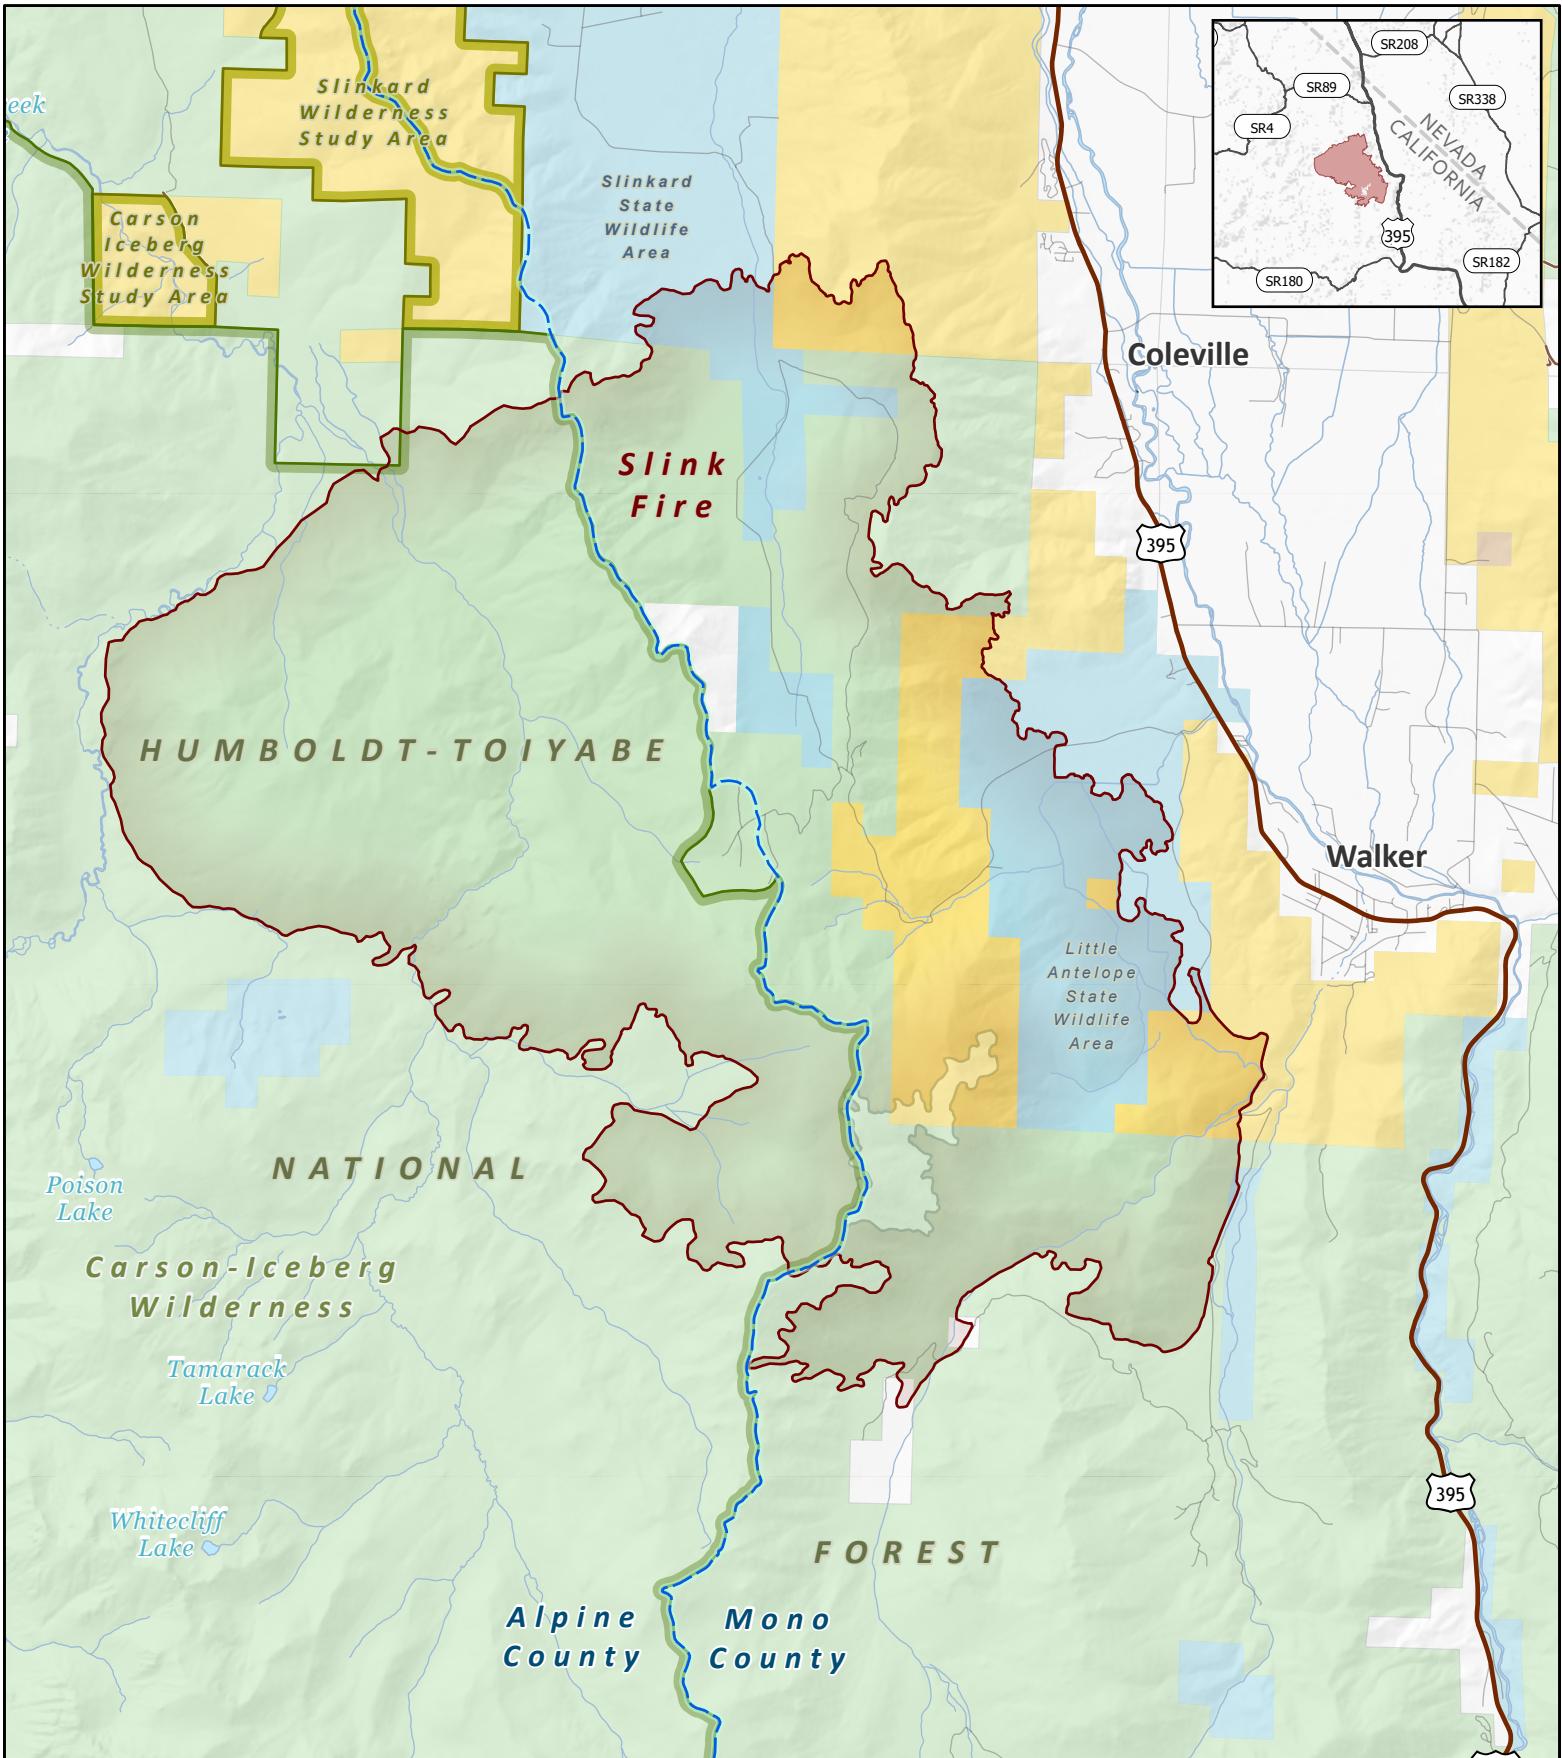 eek
Slinkard
Wilderness
Study Area
Carson
Iceberg
Wilderness
Study Area
Slinkard
State
Wildlife
Area
SR208
SR89
SR338
SR4
NEVADA
CALIFORNIA
395
SR182
SR180
Coleville
Slink
Fire
395
HUMBOLDT-TOIYABE
Walker
Little
Antelope
State
Wildlife
Area
NATIONAL
Poison
Lake
Carson-Iceberg
Wilderness
Tamarack
Lake
395
Whitecliff
Lake
FOREST
Alpine
County
Mono
County